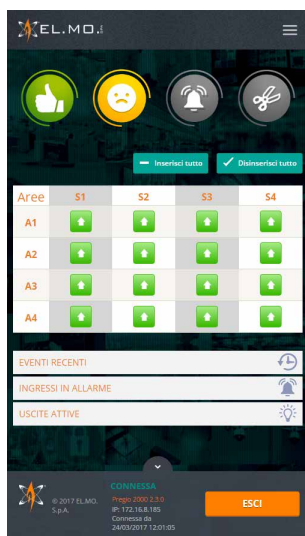 EL.MO. SPA
Inserisci tutto
Disinserisci tutto
Aree S1 S2 S3 S4
A1
A2
A3
A4
EVENTI RECENTI
INGRESSI IN ALLARME
USCITE ATTIVE
© 2017 EL.MO. S.p.A.
CONNESSA
Pregio 2000 2.3.0
IP: 172.16.8.185
Connessa da
24/03/2017 12:01:05
ESCI